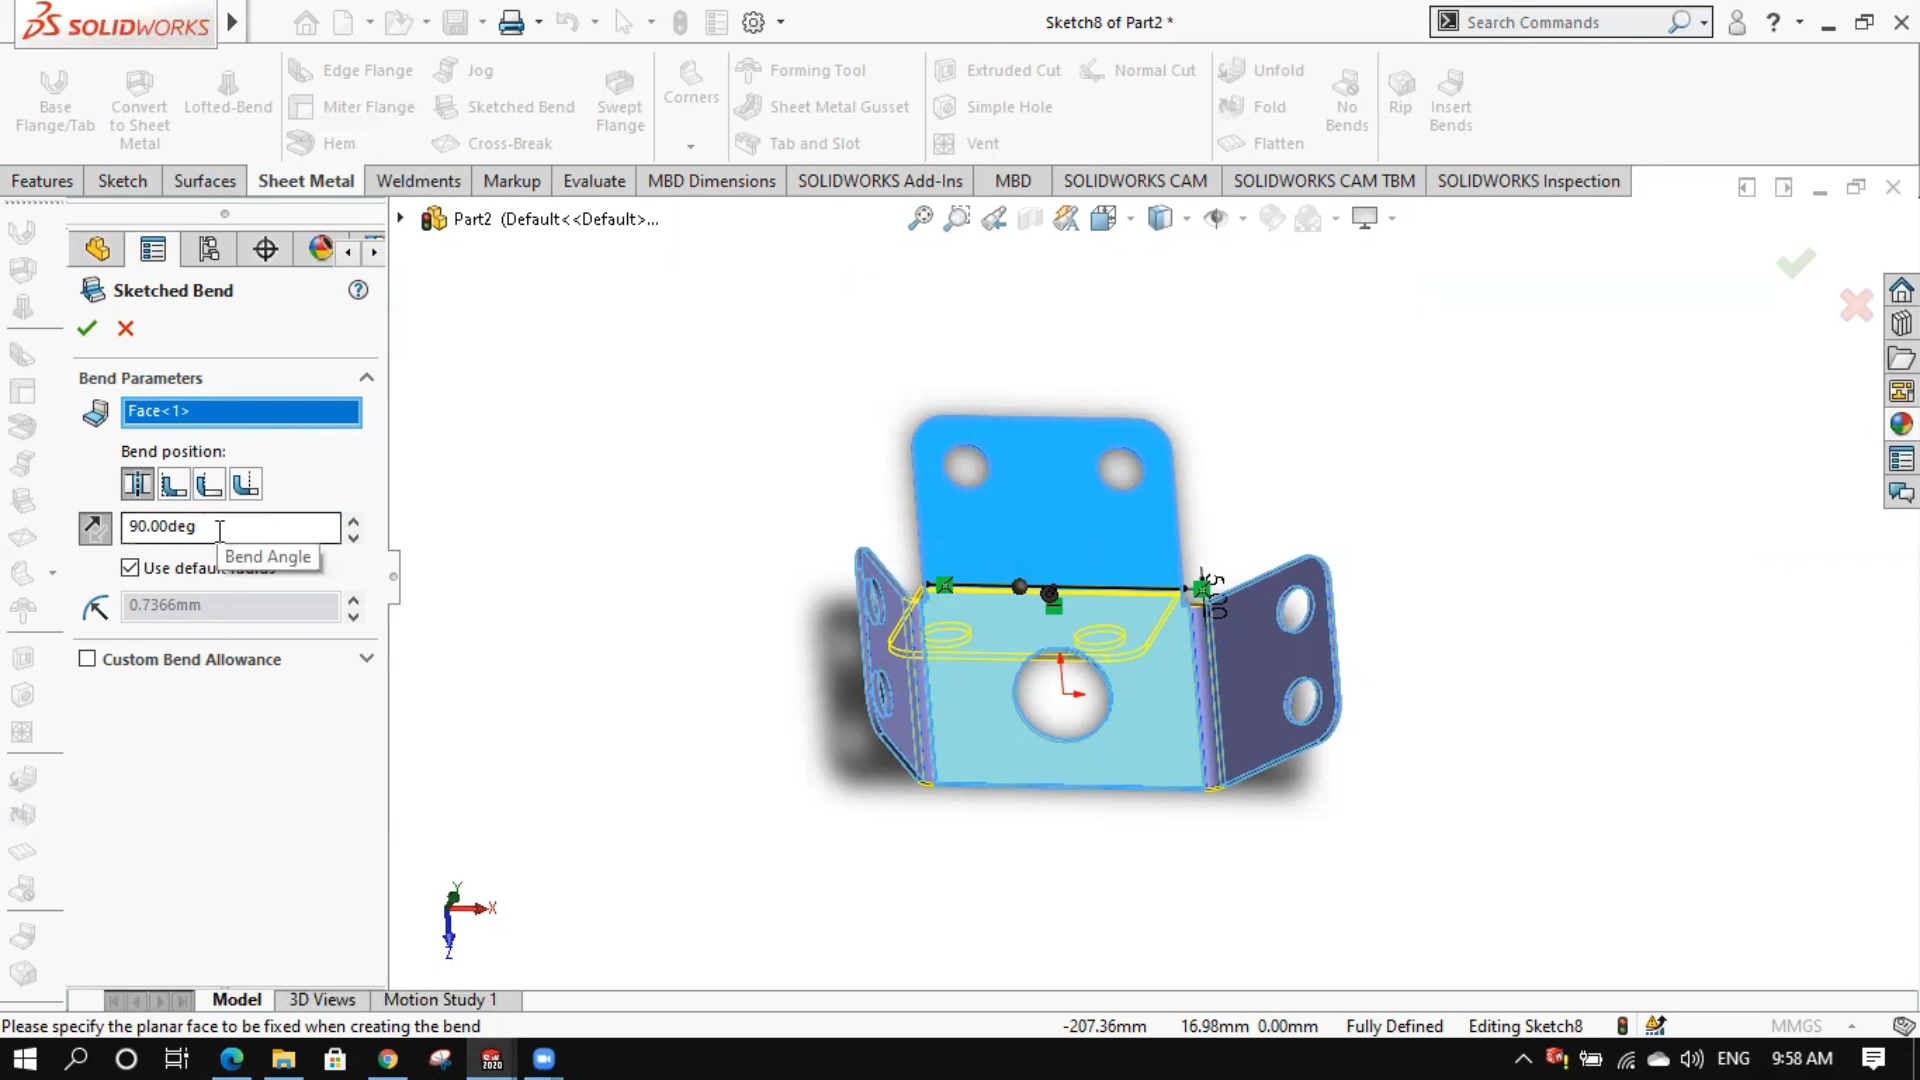 SOLIDWORKS
Sketch8 of Part2 *
Search Commands
?
Base Flange/Tab
Convert to Sheet Metal
Lofted-Bend
Edge Flange
Miter Flange
Hem
Jog
Sketched Bend
Cross-Break
Swept Flange
Corners
Forming Tool
Sheet Metal Gusset
Tab and Slot
Extruded Cut
Simple Hole
Vent
Normal Cut
Unfold
Fold
Flatten
No Bends
Rip
Insert Bends
Features
Sketch
Surfaces
Sheet Metal
Weldments
Markup
Evaluate
MBD Dimensions
SOLIDWORKS Add-Ins
MBD
SOLIDWORKS CAM
SOLIDWORKS CAM TBM
SOLIDWORKS Inspection
Part2 (Default<<Default>...
Sketched Bend
Bend Parameters
Face<1>
Bend position:
90.00deg
Bend Angle
Use default radius
0.7366mm
Custom Bend Allowance
Y
X
Z
Model
3D Views
Motion Study 1
Please specify the planar face to be fixed when creating the bend
-207.36mm
16.98mm 0.00mm
Fully Defined
Editing Sketch8
MMGS
2020
ENG
9:58 AM